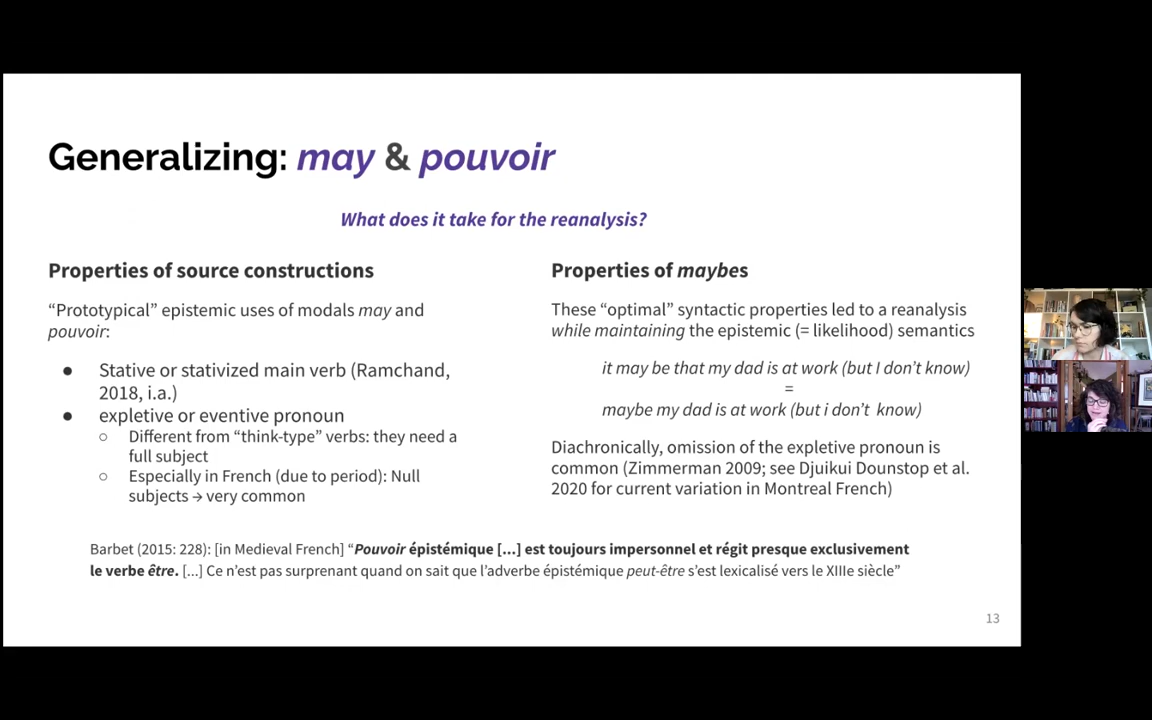 Generalizing: may & pouvoir
What does it take for the reanalysis?
Properties of source constructions
“Prototypical” epistemic uses of modals may and
pouvoir:
● Stative or stativized main verb (Ramchand,
2018, i.a.)
● expletive or eventive pronoun
○ Different from “think-type” verbs: they need a
full subject
○ Especially in French (due to period): Null
subjects → very common
Properties of maybes
These “optimal” syntactic properties led to a reanalysis
while maintaining the epistemic (= likelihood) semantics
it may be that my dad is at work (but I don’t know)
=
maybe my dad is at work (but i don’t know)
Diachronically, omission of the expletive pronoun is
common (Zimmerman 2009; see Djuikui Dounstop et al.
2020 for current variation in Montreal French)
Barbet (2015: 228): [in Medieval French] “Pouvoir épistémique [...] est toujours impersonnel et régit presque exclusivement
le verbe être. [...] Ce n’est pas surprenant quand on sait que l’adverbe épistémique peut-être s’est lexicalisé vers le XIIIe siècle”
13